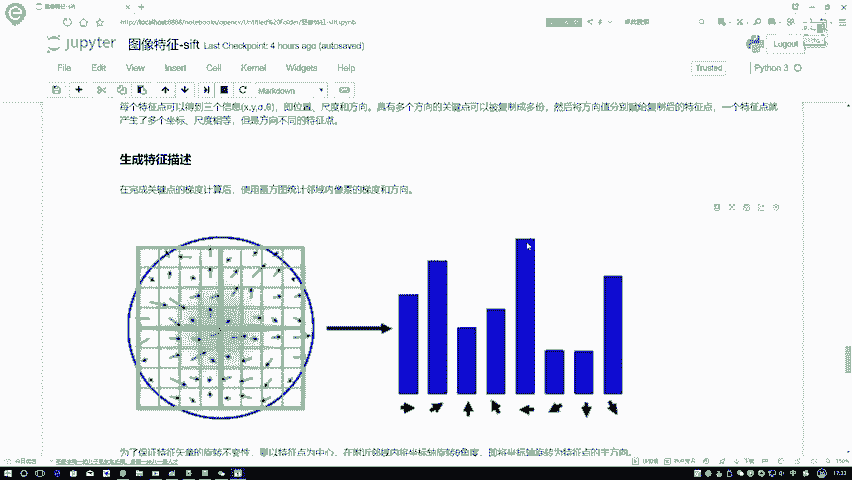 http://localhost:8888/notebooks/opencv/Untitled Folder/图像特征-sift.ipynb
jupyter 图像特征-sift Last Checkpoint: 4 hours ago (autosaved)
Logout
File Edit View Insert Cell Kernel Widgets Help
Trusted
Python 3
Markdown
每个特征点可以得到三个信息(x,y,σ,θ)，即位置、尺度和方向。具有多个方向的关键点可以被复制成多份，然后将方向值分别赋给复制后的特征点，一个特征点就
产生了多个坐标、尺度相等，但是方向不同的特征点。
生成特征描述
在完成关键点的梯度计算后，使用直方图统计邻域内像素的梯度和方向。
为了保证特征矢量的旋转不变性，要以特征点为中心，在附近邻域内将坐标轴旋转θ角度，即将坐标轴旋转为特征点的主方向。
17:33